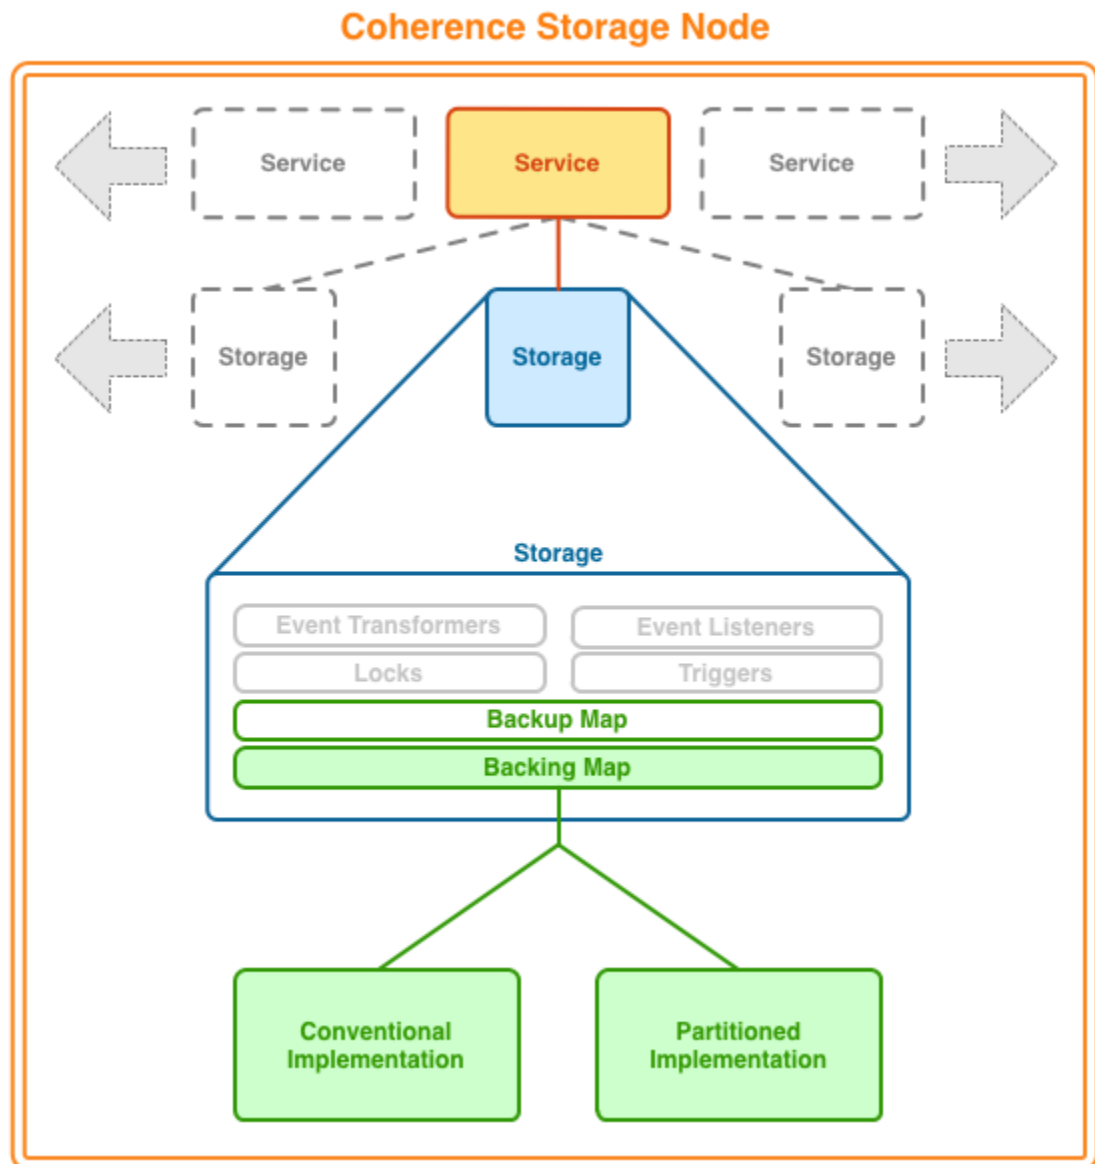 Coherence Storage Node
Service
Service
Service
Storage
Storage
Storage
Storage
Event Transformers
Event Listeners
Locks
Triggers
Backup Map
Backing Map
Conventional
Implementation
Partitioned
Implementation